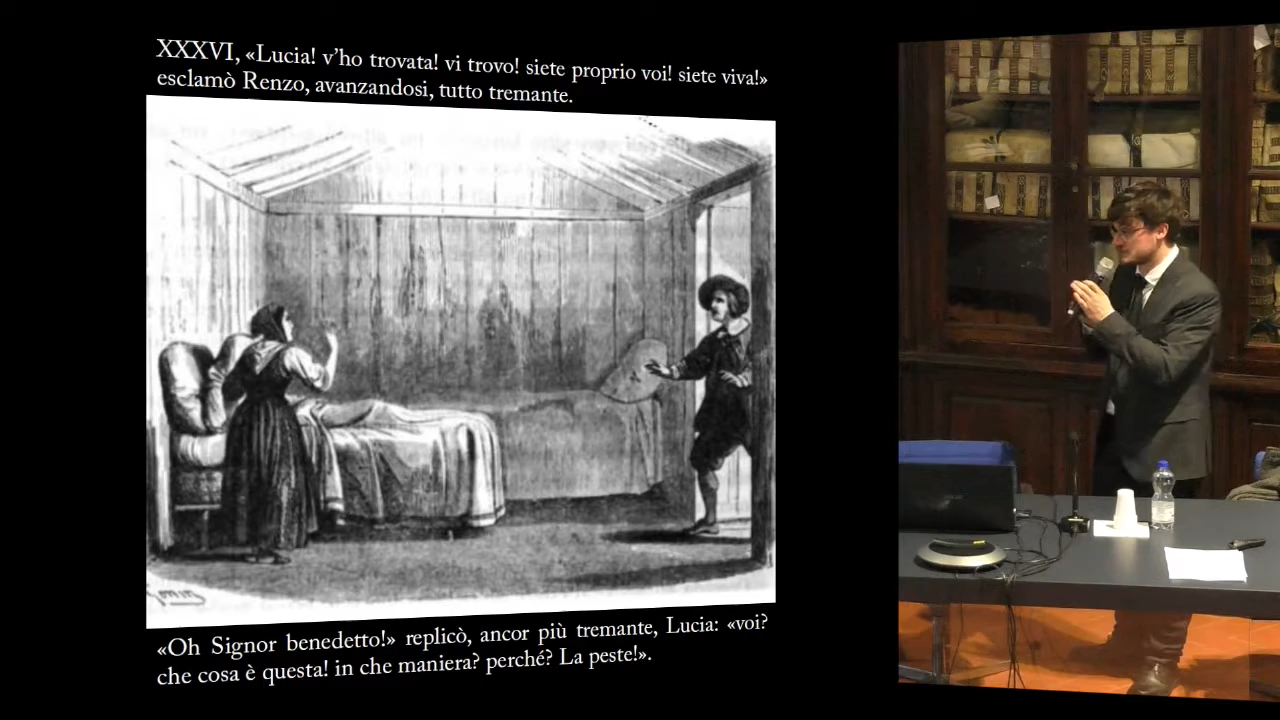 XXXVI, «Lucia! v’ho trovata! vi trovo! siete proprio voi! siete viva!»
esclamò Renzo, avanzandosi, tutto tremante.
Gonin
«Oh Signor benedetto!» replicò, ancor più tremante, Lucia: «voi?
che cosa è questa! in che maniera? perché? La peste!».